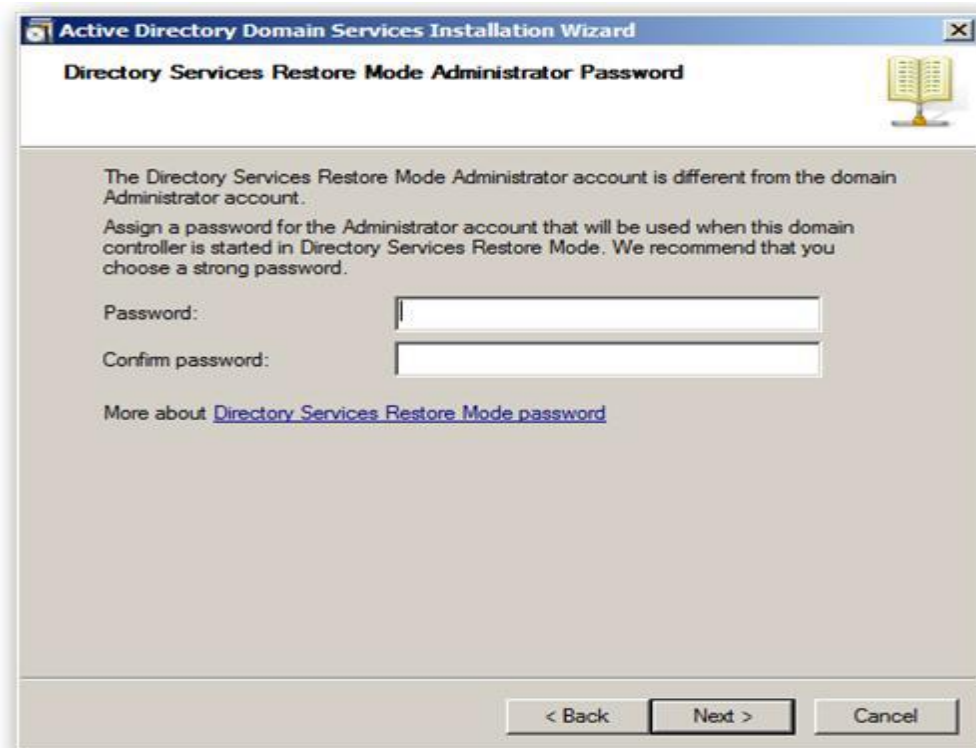 Active Directory Domain Services Installation Wizard
Directory Services Restore Mode Administrator Password
The Directory Services Restore Mode Administrator account is different from the domain
Administrator account.
Assign a password for the Administrator account that will be used when this domain
controller is started in Directory Services Restore Mode. We recommend that you
choose a strong password.
Password:
Confirm password:
More about Directory Services Restore Mode password
< Back Next > Cancel